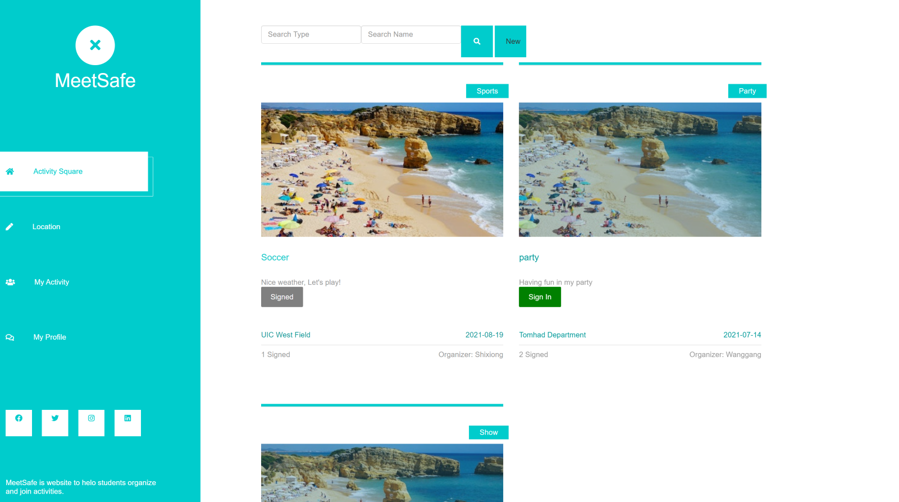 MeetSafe
Activity Square
Location
My Activity
My Profile
MeetSafe is website to helo students organize
and join activities.
Search Type
Search Name
New
Sports
Soccer
Nice weather, Let's play!
Signed
UIC West Field
2021-08-19
1 Signed
Organizer: Shixiong
Party
party
Having fun in my party
Sign In
Tomhad Department
2021-07-14
2 Signed
Organizer: Wanggang
Show